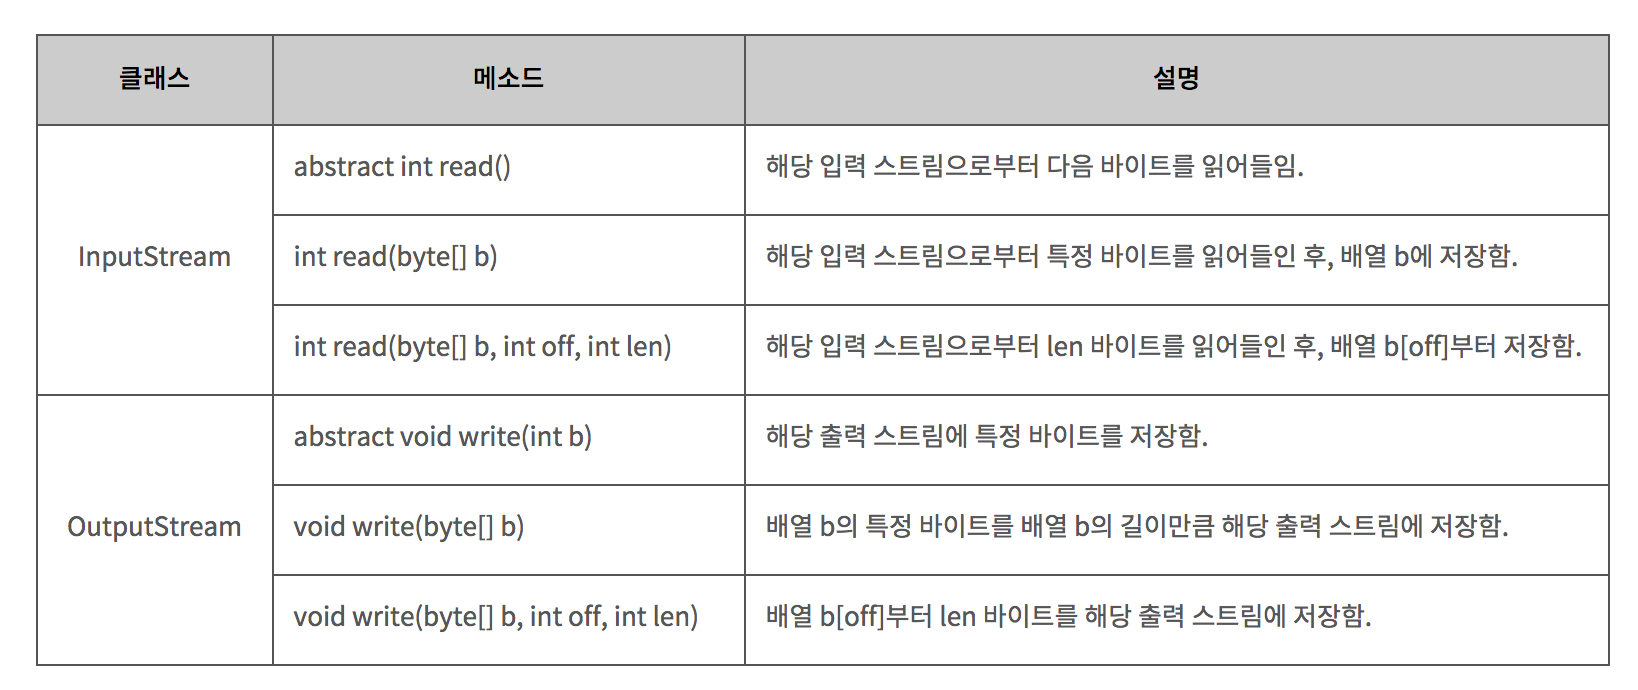 클래스 메소드 설명
InputStream
abstract int read() 해당 입력 스트림으로부터 다음 바이트를 읽어들임.
int read(byte[] b) 해당 입력 스트림으로부터 특정 바이트를 읽어들인 후, 배열 b에 저장함.
int read(byte[] b, int off, int len) 해당 입력 스트림으로부터 len 바이트를 읽어들인 후, 배열 b[off]부터 저장함.
OutputStream
abstract void write(int b) 해당 출력 스트림에 특정 바이트를 저장함.
void write(byte[] b) 배열 b의 특정 바이트를 배열 b의 길이만큼 해당 출력 스트림에 저장함.
void write(byte[] b, int off, int len) 배열 b[off]부터 len 바이트를 해당 출력 스트림에 저장함.